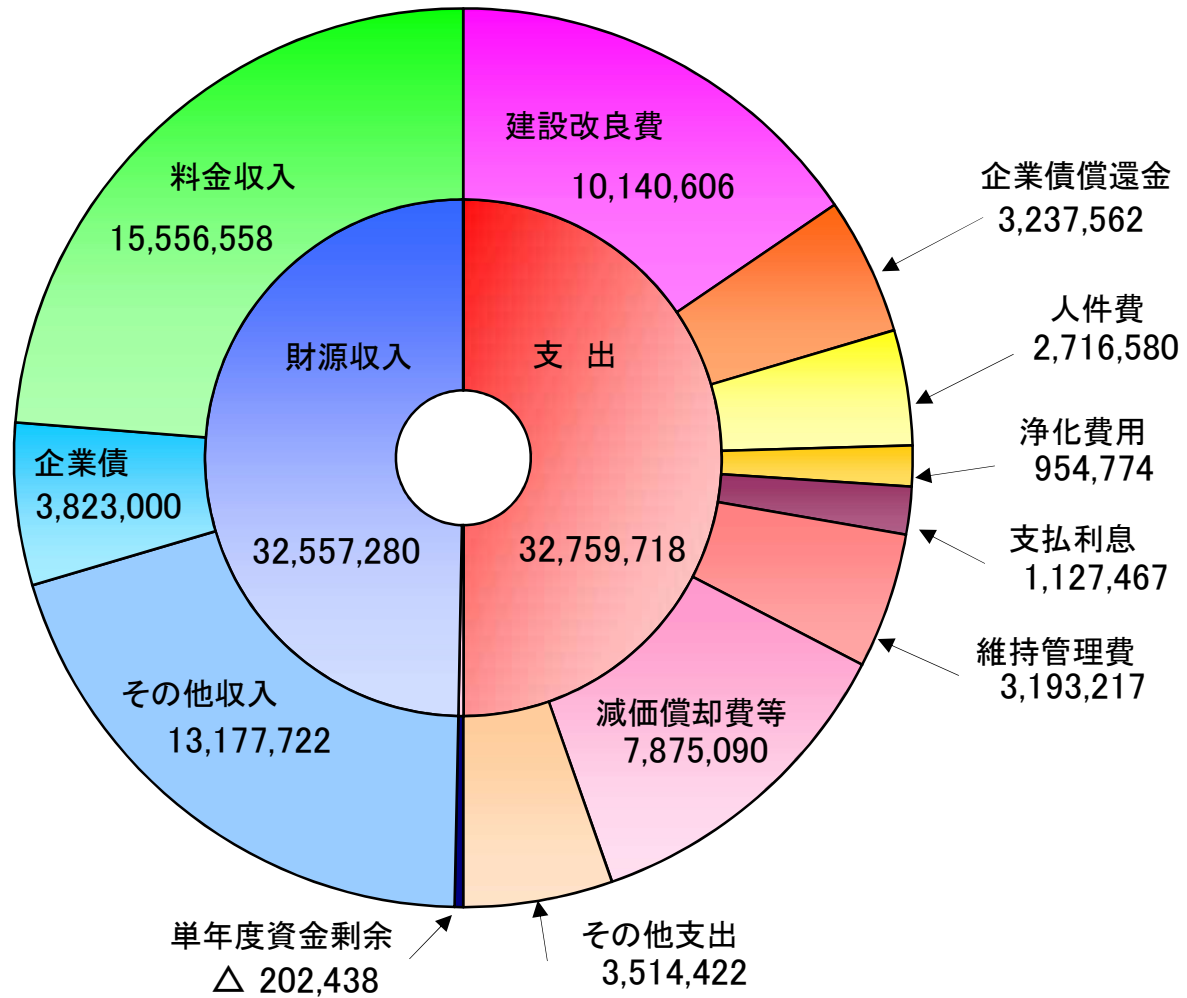 建設改良費
10,140,606
企業債償還金
3,237,562
人件費
2,716,580
浄化費用
954,774
支払利息
1,127,467
維持管理費
3,193,217
減価償却費等
7,875,090
その他支出
3,514,422
単年度資金剰余
△ 202,438
その他収入
13,177,722
企業債
3,823,000
料金収入
15,556,558
財源収入
32,557,280
支 出
32,759,718